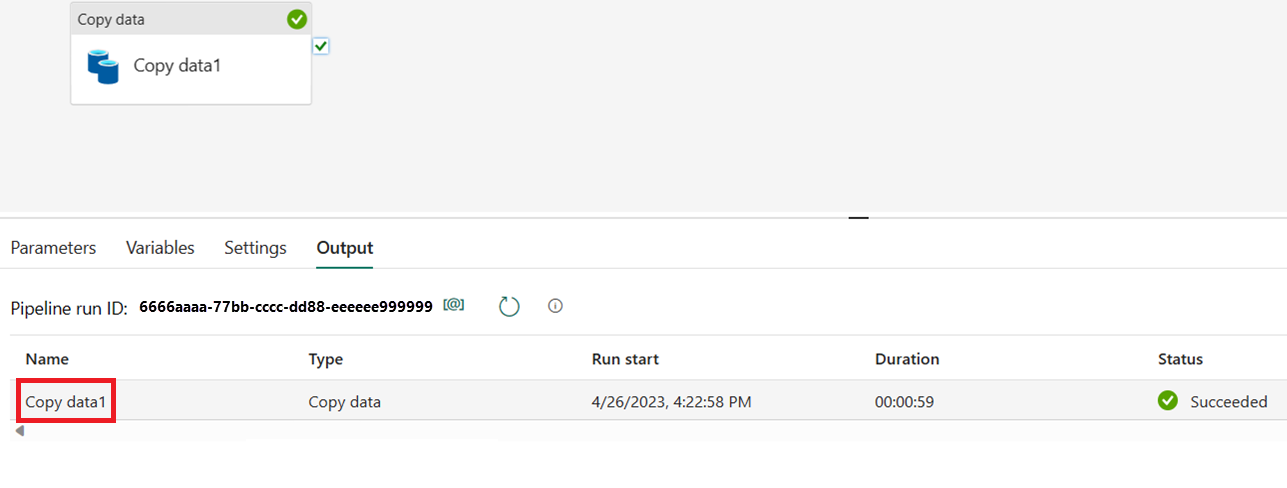 Copy data
Copy data1
Parameters Variables Settings Output
Pipeline run ID: 6666aaaa-77bb-cccc-dd88-eeeeee999999 [@]
Name Type Run start Duration Status
Copy data1 Copy data 4/26/2023, 4:22:58 PM 00:00:59 Succeeded